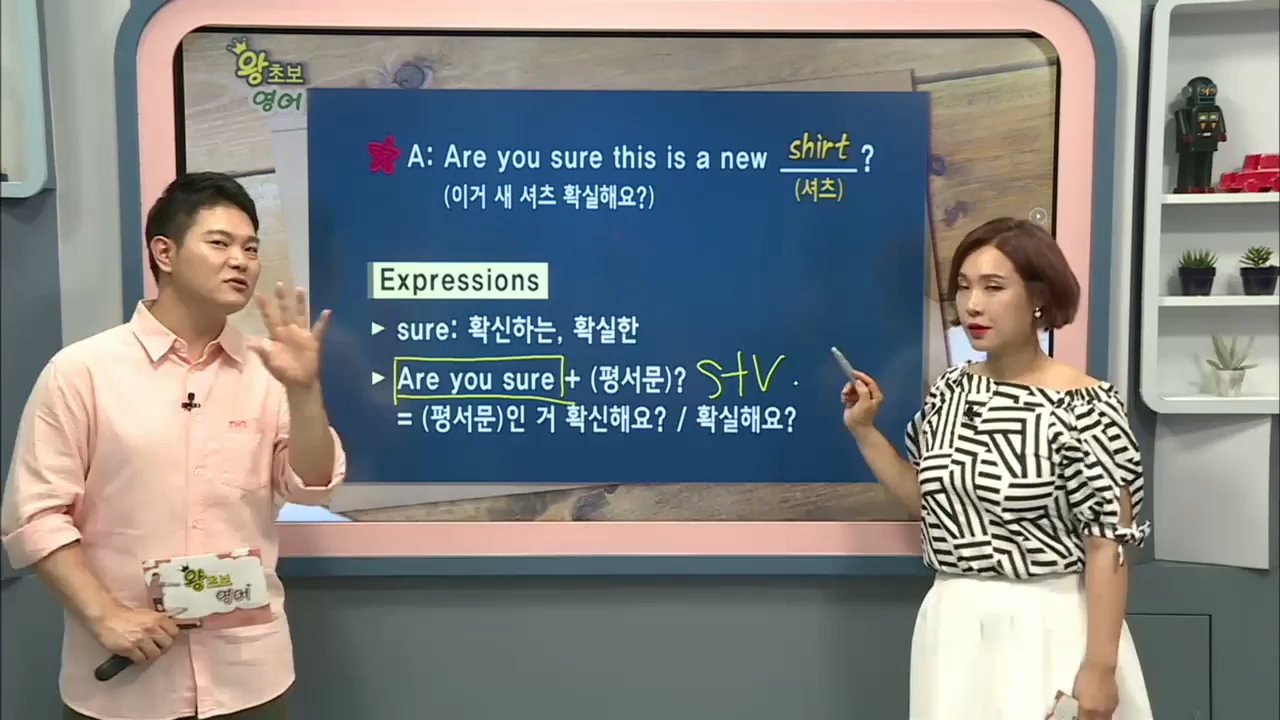 왕초보
영어
A: Are you sure this is a new shirt?
(이거 새 셔츠 확실해요?) (셔츠)
Expressions
▶ sure: 확신하는, 확실한
▶ Are you sure + (평서문)? S+V.
= (평서문)인 거 확신해요? / 확실해요?
왕초보
영어